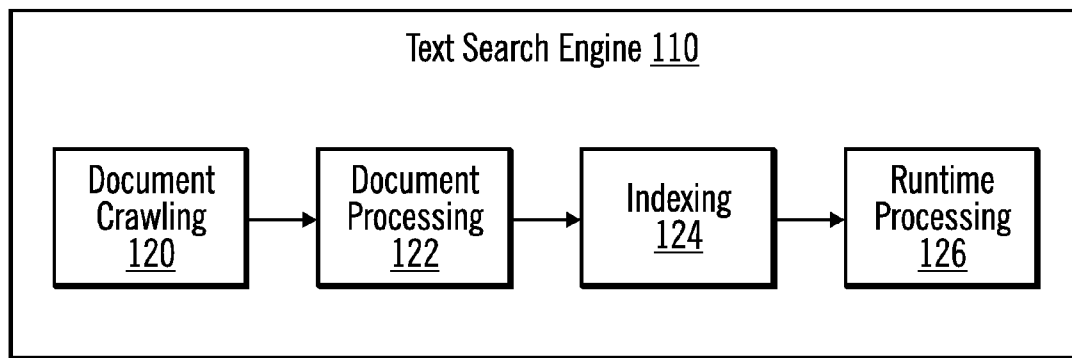 Text Search Engine 110
Document
Crawling
120
Document
Processing
122
Indexing
124
Runtime
Processing
126